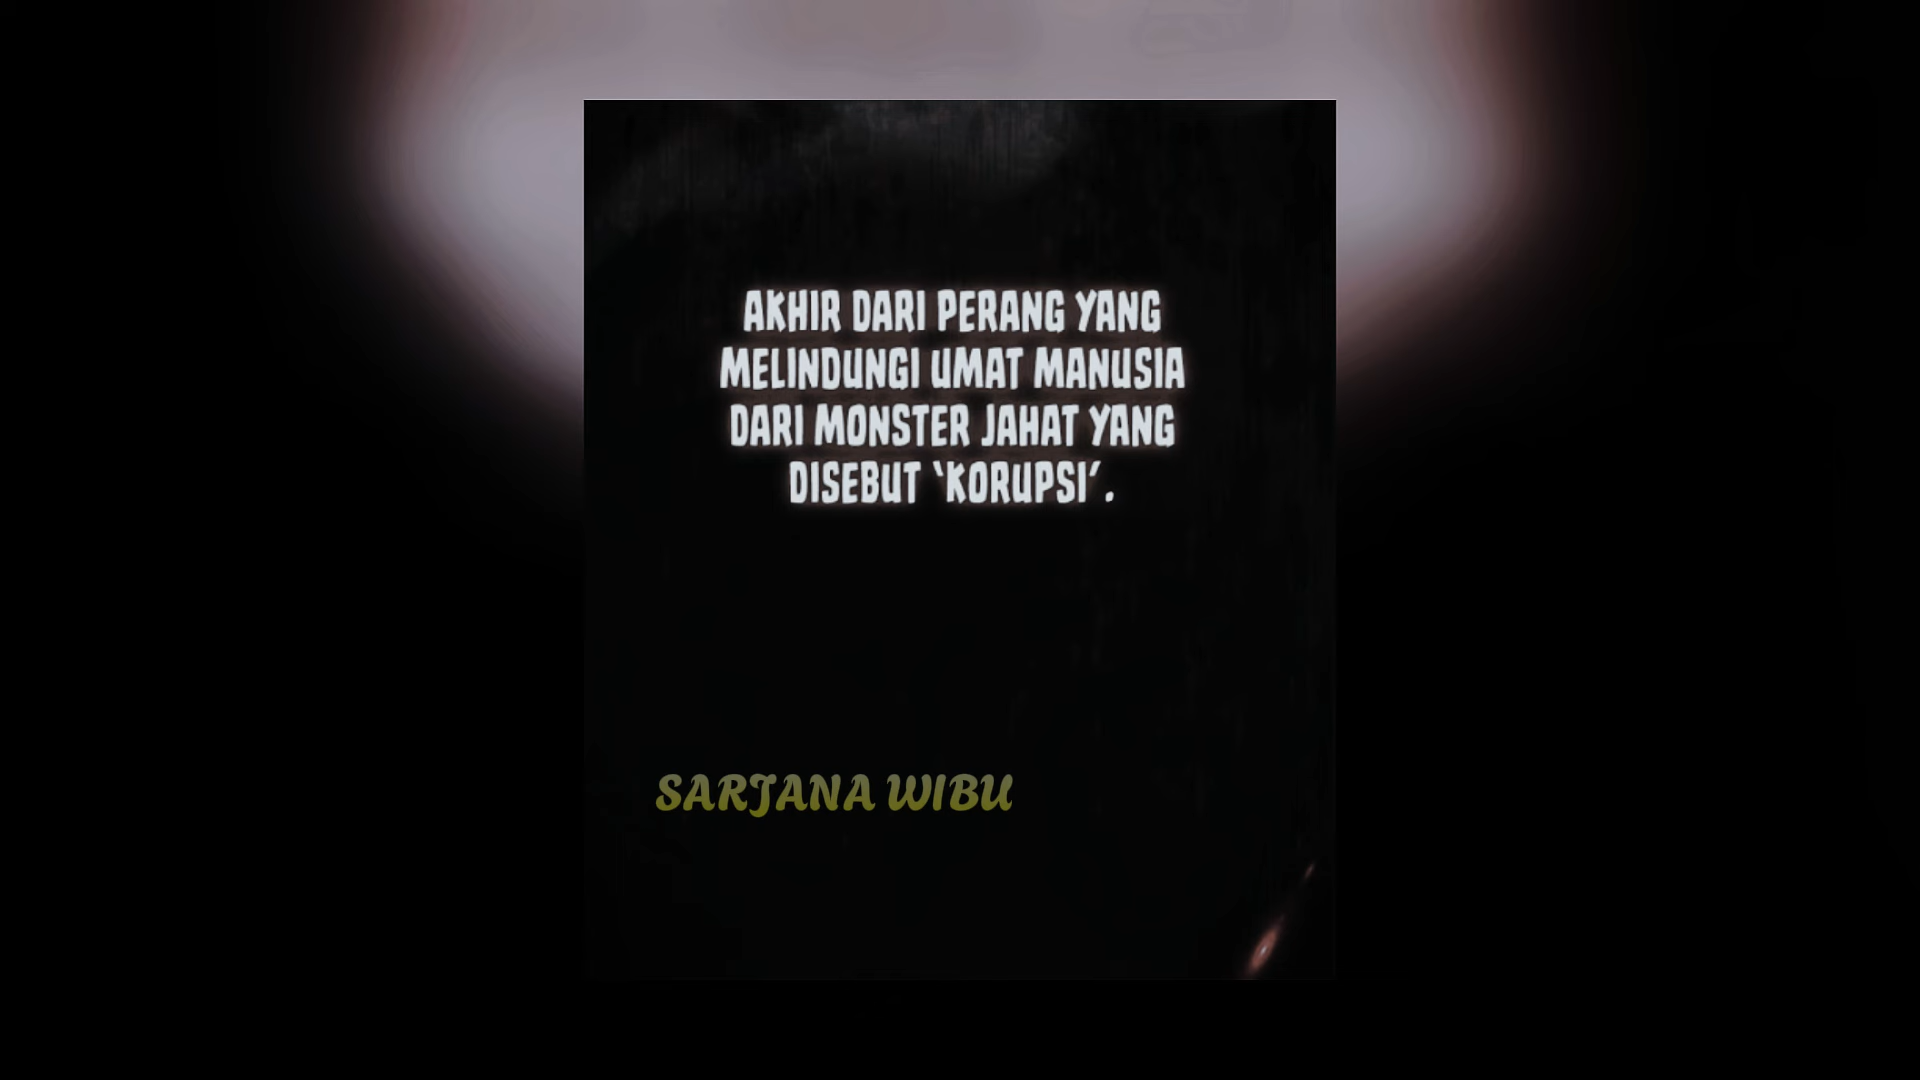 AKHIR DARI PERANG YANG
MELINDUNGI UMAT MANUSIA
DARI MONSTER JAHAT YANG
DISEBUT ‘KORUPSI’.
SARJANA WIBU